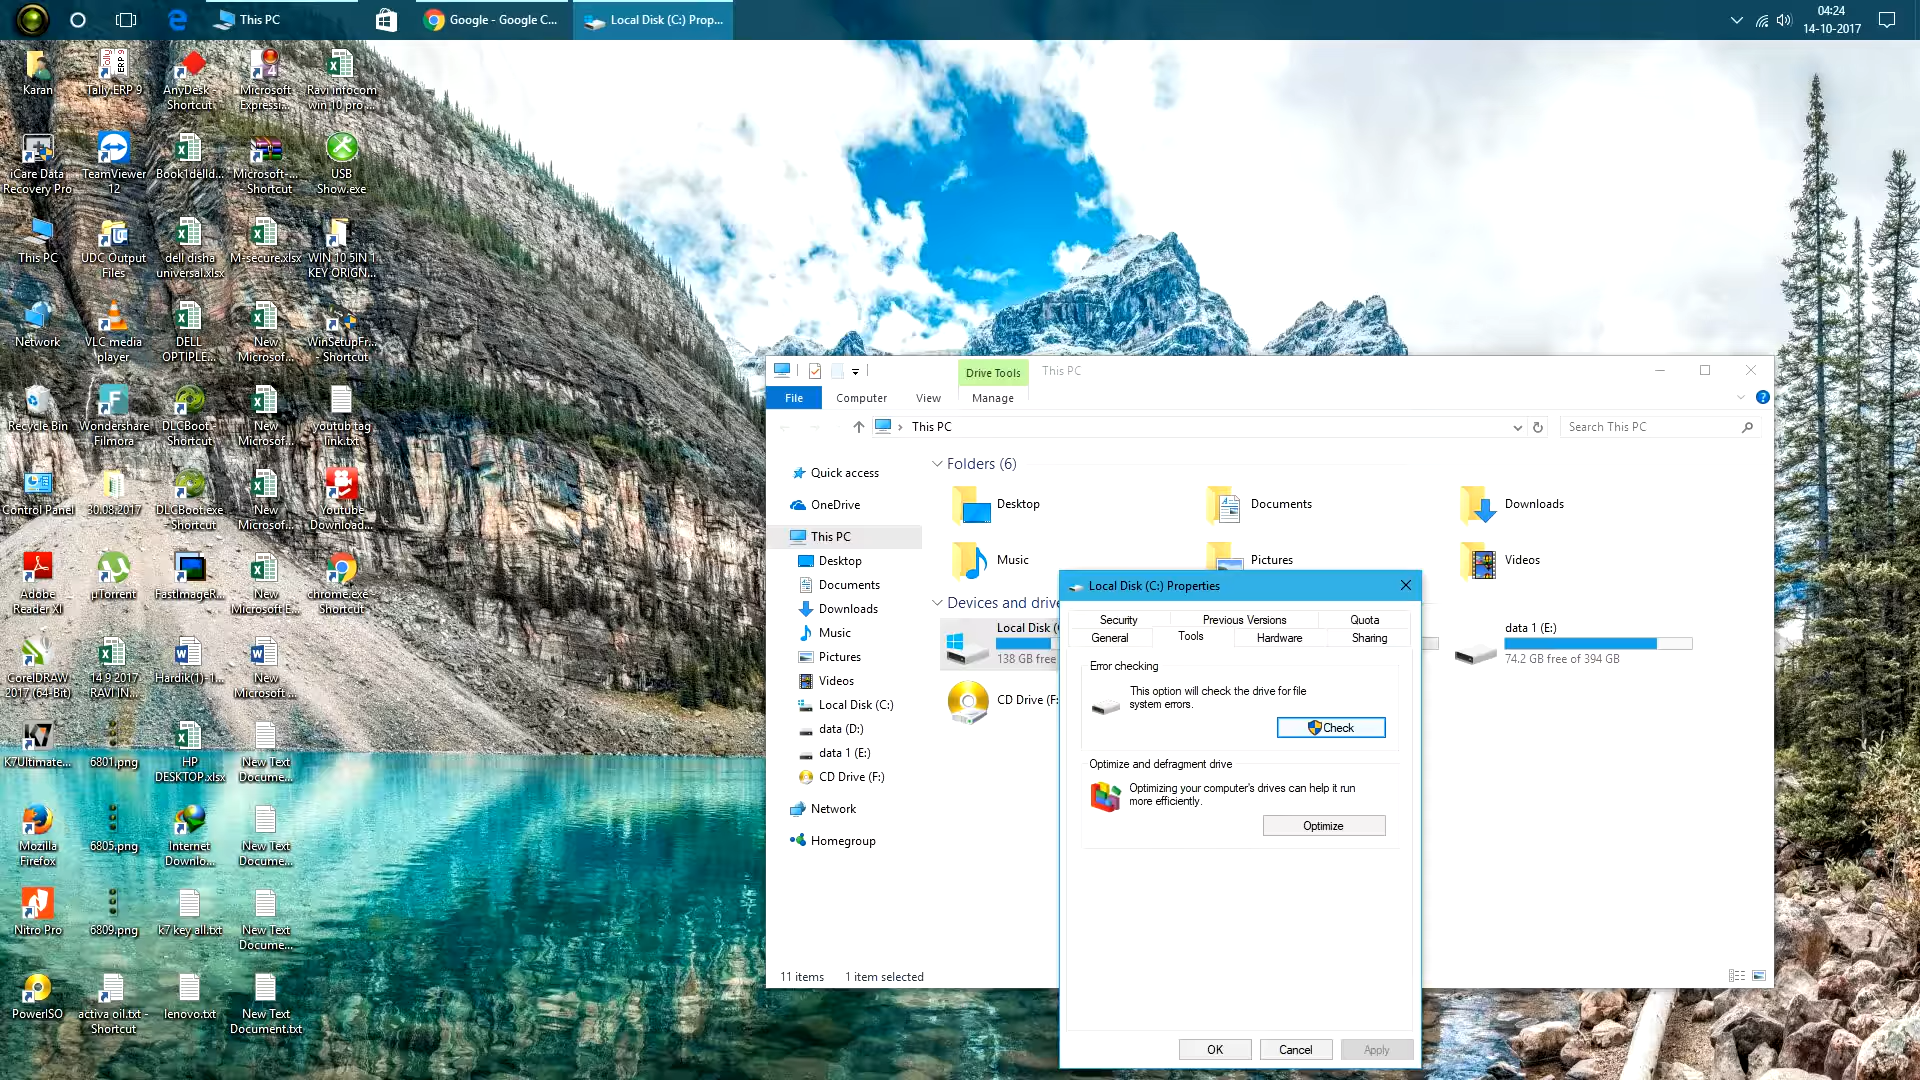 This PC
Google - Google C...
Local Disk (C:) Prop...
04:24
14-10-2017
Karan
Tally.ERP 9
AnyDesk -
Shortcut
Microsoft
Expressi...
Ravi infocom
win 10 pro ...
iCare Data
Recovery Pro
TeamViewer
12
Book1delld...
Microsoft-...
- Shortcut
USB
Show.exe
This PC
UDC Output
Files
dell disha
universal.xlsx
M-secure.xlsx
WIN 10 5IN 1
KEY ORIGN...
Network
VLC media
player
DELL
OPTIPLE...
New
Microsof...
WinSetupFr...
- Shortcut
Recycle Bin
Wondershare
Filmora
DLCBoot -
Shortcut
New
Microsof...
youtub tag
link.txt
Control Panel
30.08.2017
DLCBoot.exe
- Shortcut
New
Microsof...
Youtube
Download...
Adobe
Reader XI
µTorrent
FastImageR...
New
Microsoft E...
chrome.exe -
Shortcut
CorelDRAW
2017 (64-Bit)
14 9 2017
RAVI IN...
Hardik(1)-1...
New
Microsoft ...
K7Ultimate...
6801.png
HP
DESKTOP.xlsx
New Text
Docume...
Mozilla
Firefox
6805.png
Internet
Downlo...
New Text
Docume...
Nitro Pro
6809.png
k7 key all.txt
New Text
Docume...
PowerISO
activa oil.txt -
Shortcut
lenovo.txt
New Text
Document.txt
Drive Tools
This PC
File
Computer
View
Manage
This PC
Search This PC
Quick access
OneDrive
This PC
Desktop
Documents
Downloads
Music
Pictures
Videos
Local Disk (C:)
data (D:)
data 1 (E:)
CD Drive (F:)
Network
Homegroup
Folders (6)
Desktop
Documents
Downloads
Music
Pictures
Videos
Devices and drive
Local Disk (
138 GB free
data 1 (E:)
74.2 GB free of 394 GB
CD Drive (F:
11 items
1 item selected
Local Disk (C:) Properties
Security
Previous Versions
Quota
General
Tools
Hardware
Sharing
Error checking
This option will check the drive for file
system errors.
Check
Optimize and defragment drive
Optimizing your computer's drives can help it run
more efficiently.
Optimize
OK
Cancel
Apply